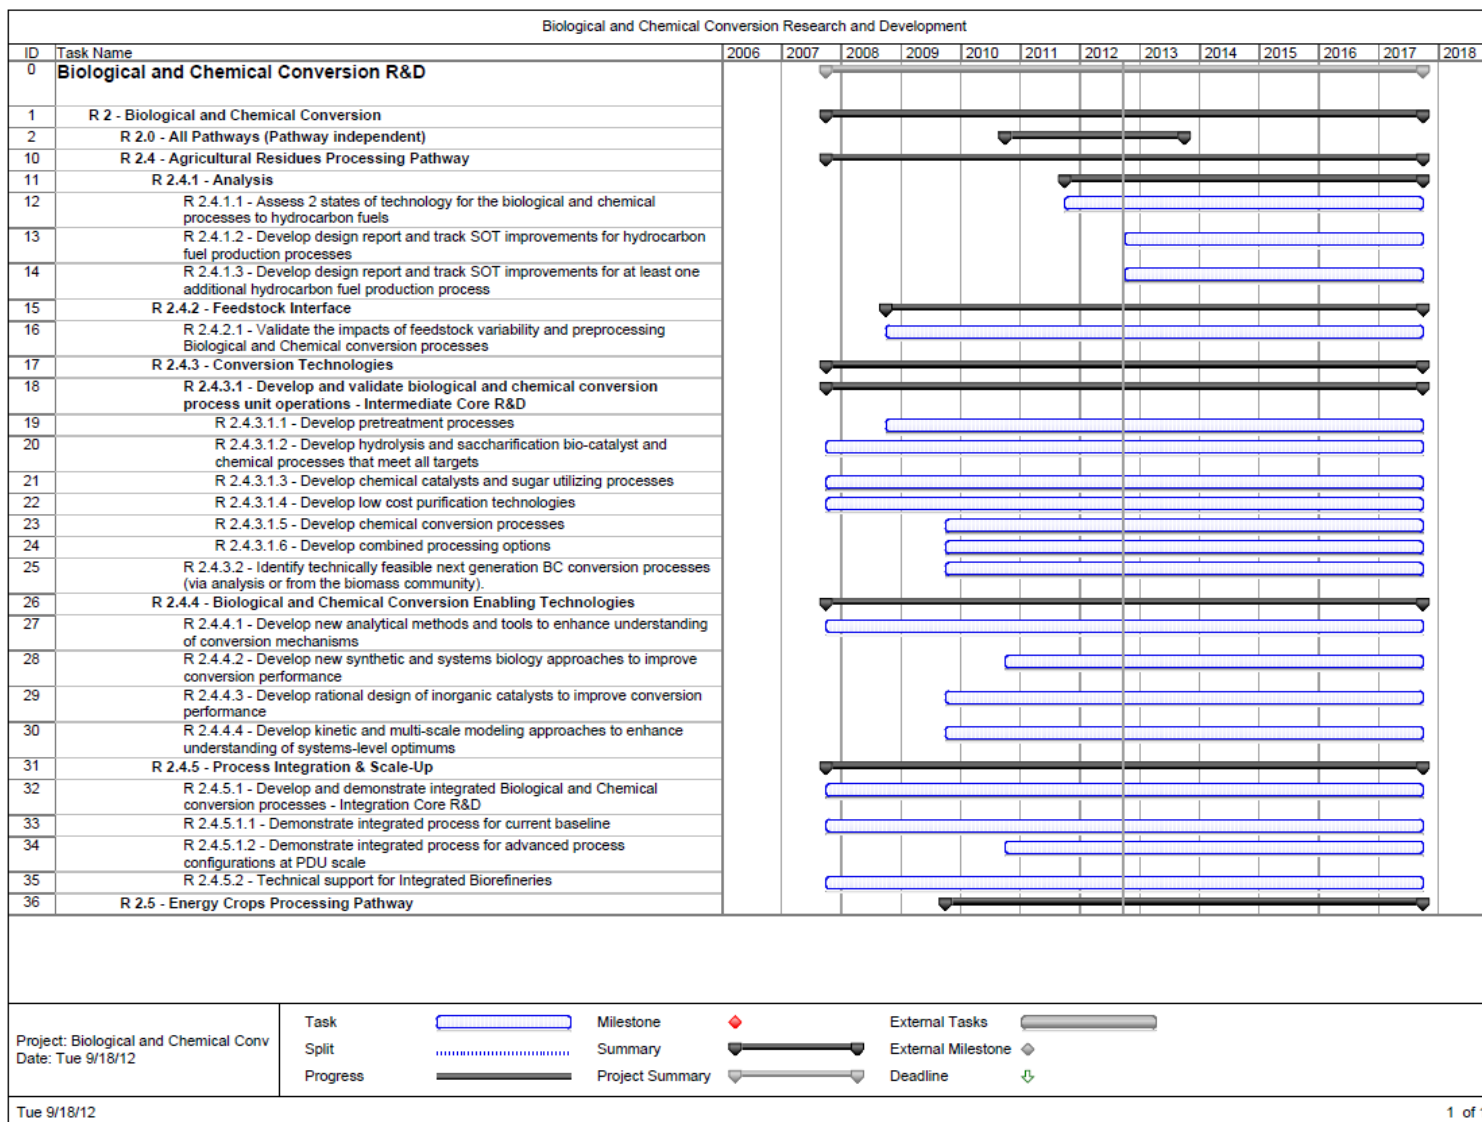 Biological and Chemical Conversion Research and Development
ID Task Name 2006 2007 2008 2009 2010 2011 2012 2013 2014 2015 2016 2017 2018
0 Biological and Chemical Conversion R&D
1 R 2 - Biological and Chemical Conversion
2 R 2.0 - All Pathways (Pathway independent)
10 R 2.4 - Agricultural Residues Processing Pathway
11 R 2.4.1 - Analysis
12 R 2.4.1.1 - Assess 2 states of technology for the biological and chemical
processes to hydrocarbon fuels
13 R 2.4.1.2 - Develop design report and track SOT improvements for hydrocarbon
fuel production processes
14 R 2.4.1.3 - Develop design report and track SOT improvements for at least one
additional hydrocarbon fuel production process
15 R 2.4.2 - Feedstock Interface
16 R 2.4.2.1 - Validate the impacts of feedstock variability and preprocessing
Biological and Chemical conversion processes
17 R 2.4.3 - Conversion Technologies
18 R 2.4.3.1 - Develop and validate biological and chemical conversion
process unit operations - Intermediate Core R&D
19 R 2.4.3.1.1 - Develop pretreatment processes
20 R 2.4.3.1.2 - Develop hydrolysis and saccharification bio-catalyst and
chemical processes that meet all targets
21 R 2.4.3.1.3 - Develop chemical catalysts and sugar utilizing processes
22 R 2.4.3.1.4 - Develop low cost purification technologies
23 R 2.4.3.1.5 - Develop chemical conversion processes
24 R 2.4.3.1.6 - Develop combined processing options
25 R 2.4.3.2 - Identify technically feasible next generation BC conversion processes
(via analysis or from the biomass community).
26 R 2.4.4 - Biological and Chemical Conversion Enabling Technologies
27 R 2.4.4.1 - Develop new analytical methods and tools to enhance understanding
of conversion mechanisms
28 R 2.4.4.2 - Develop new synthetic and systems biology approaches to improve
conversion performance
29 R 2.4.4.3 - Develop rational design of inorganic catalysts to improve conversion
performance
30 R 2.4.4.4 - Develop kinetic and multi-scale modeling approaches to enhance
understanding of systems-level optimums
31 R 2.4.5 - Process Integration & Scale-Up
32 R 2.4.5.1 - Develop and demonstrate integrated Biological and Chemical
conversion processes - Integration Core R&D
33 R 2.4.5.1.1 - Demonstrate integrated process for current baseline
34 R 2.4.5.1.2 - Demonstrate integrated process for advanced process
configurations at PDU scale
35 R 2.4.5.2 - Technical support for Integrated Biorefineries
36 R 2.5 - Energy Crops Processing Pathway
Project: Biological and Chemical Conv
Date: Tue 9/18/12
Task Milestone External Tasks
Split Summary External Milestone
Progress Project Summary Deadline
Tue 9/18/12 1 of